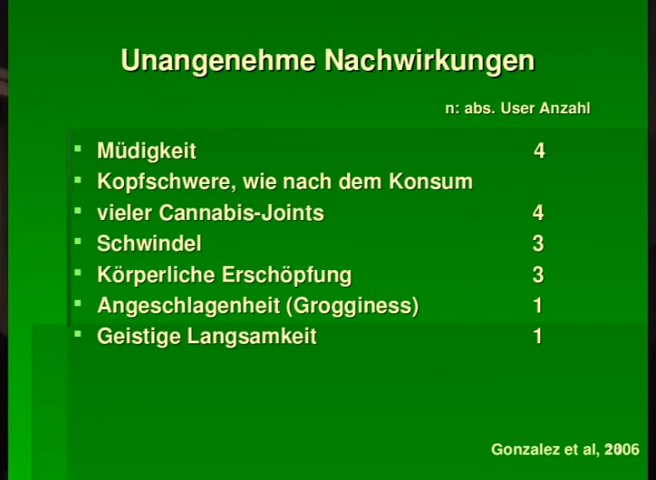 Unangenehme Nachwirkungen
n: abs. User Anzahl
Müdigkeit 4
Kopfschwere, wie nach dem Konsum
vieler Cannabis-Joints 4
Schwindel 3
Körperliche Erschöpfung 3
Angeschlagenheit (Grogginess) 1
Geistige Langsamkeit 1
Gonzalez et al,